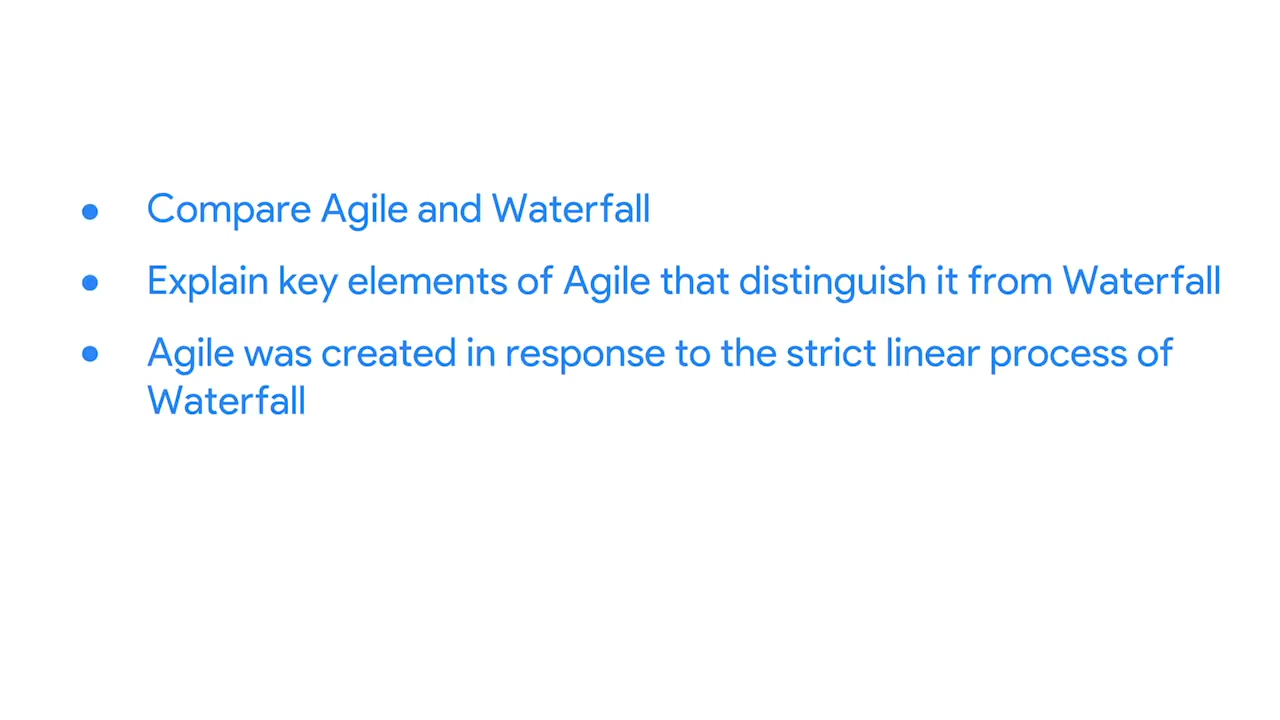 • Compare Agile and Waterfall
• Explain key elements of Agile that distinguish it from Waterfall
• Agile was created in response to the strict linear process of
Waterfall